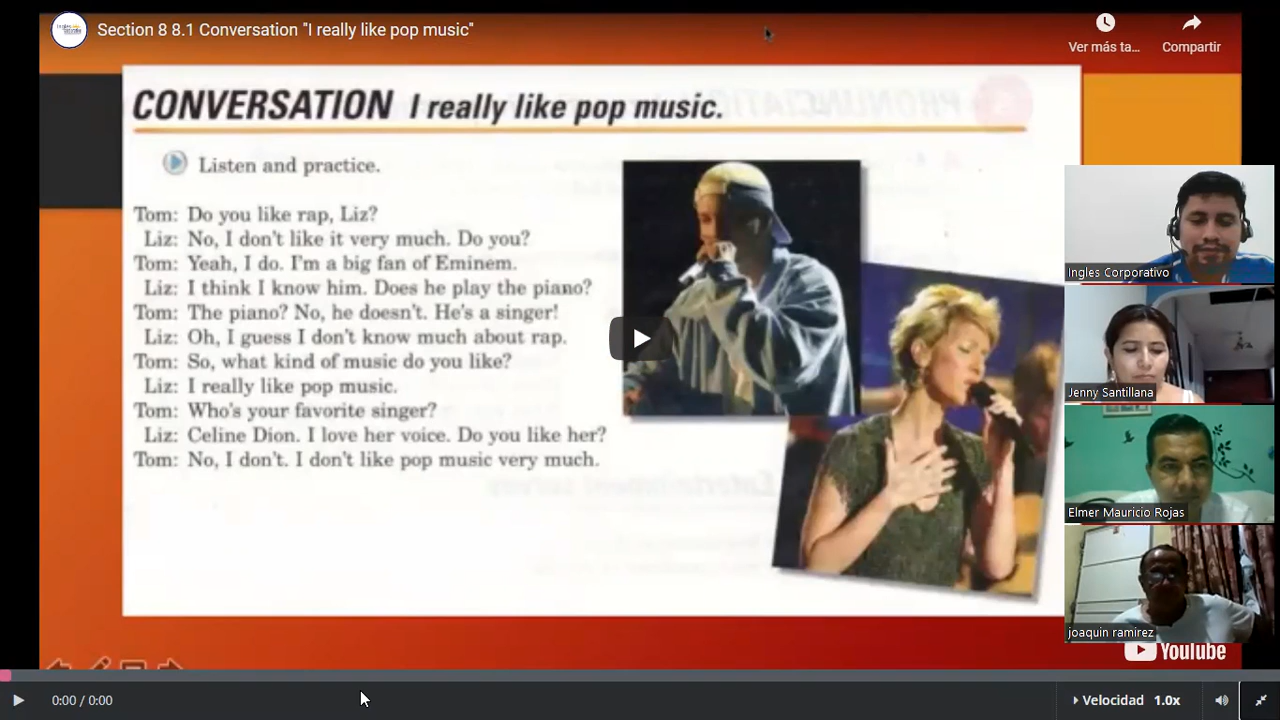 Section 8 8.1 Conversation "I really like pop music"
Ver más ta...
Compartir
CONVERSATION I really like pop music.
Listen and practice.
Tom: Do you like rap, Liz?
Liz: No, I don't like it very much. Do you?
Tom: Yeah, I do. I'm a big fan of Eminem.
Liz: I think I know him. Does he play the piano?
Tom: The piano? No, he doesn't. He's a singer!
Liz: Oh, I guess I don't know much about rap.
Tom: So, what kind of music do you like?
Liz: I really like pop music.
Tom: Who's your favorite singer?
Liz: Celine Dion. I love her voice. Do you like her?
Tom: No, I don't. I don't like pop music very much.
Ingles Corporativo
Jenny Santillana
Elmer Mauricio Rojas
joaquin ramirez
YouTube
0:00 / 0:00
Velocidad 1.0x